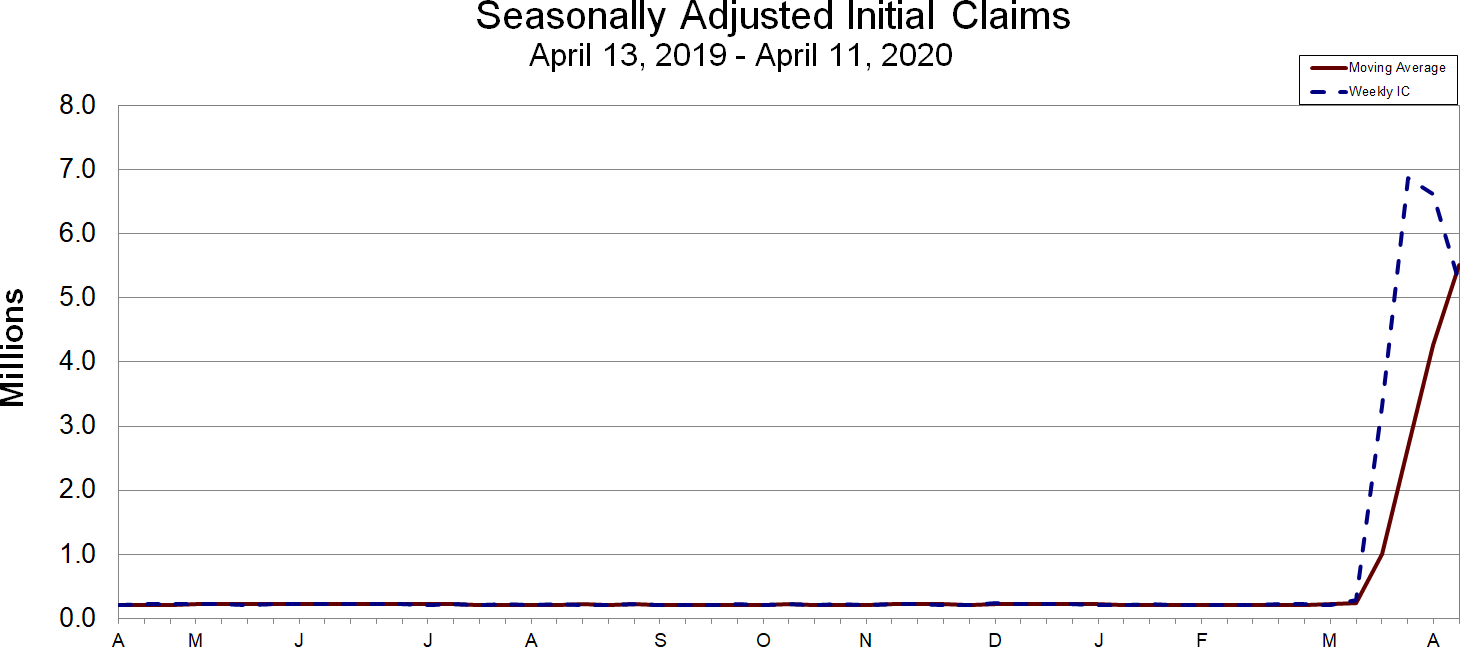 Seasonally Adjusted Initial Claims
April 13, 2019 - April 11, 2020
Moving Average
Weekly IC
Millions
8.0
7.0
6.0
5.0
4.0
3.0
2.0
1.0
0.0
A M J J A S O N D J F M A